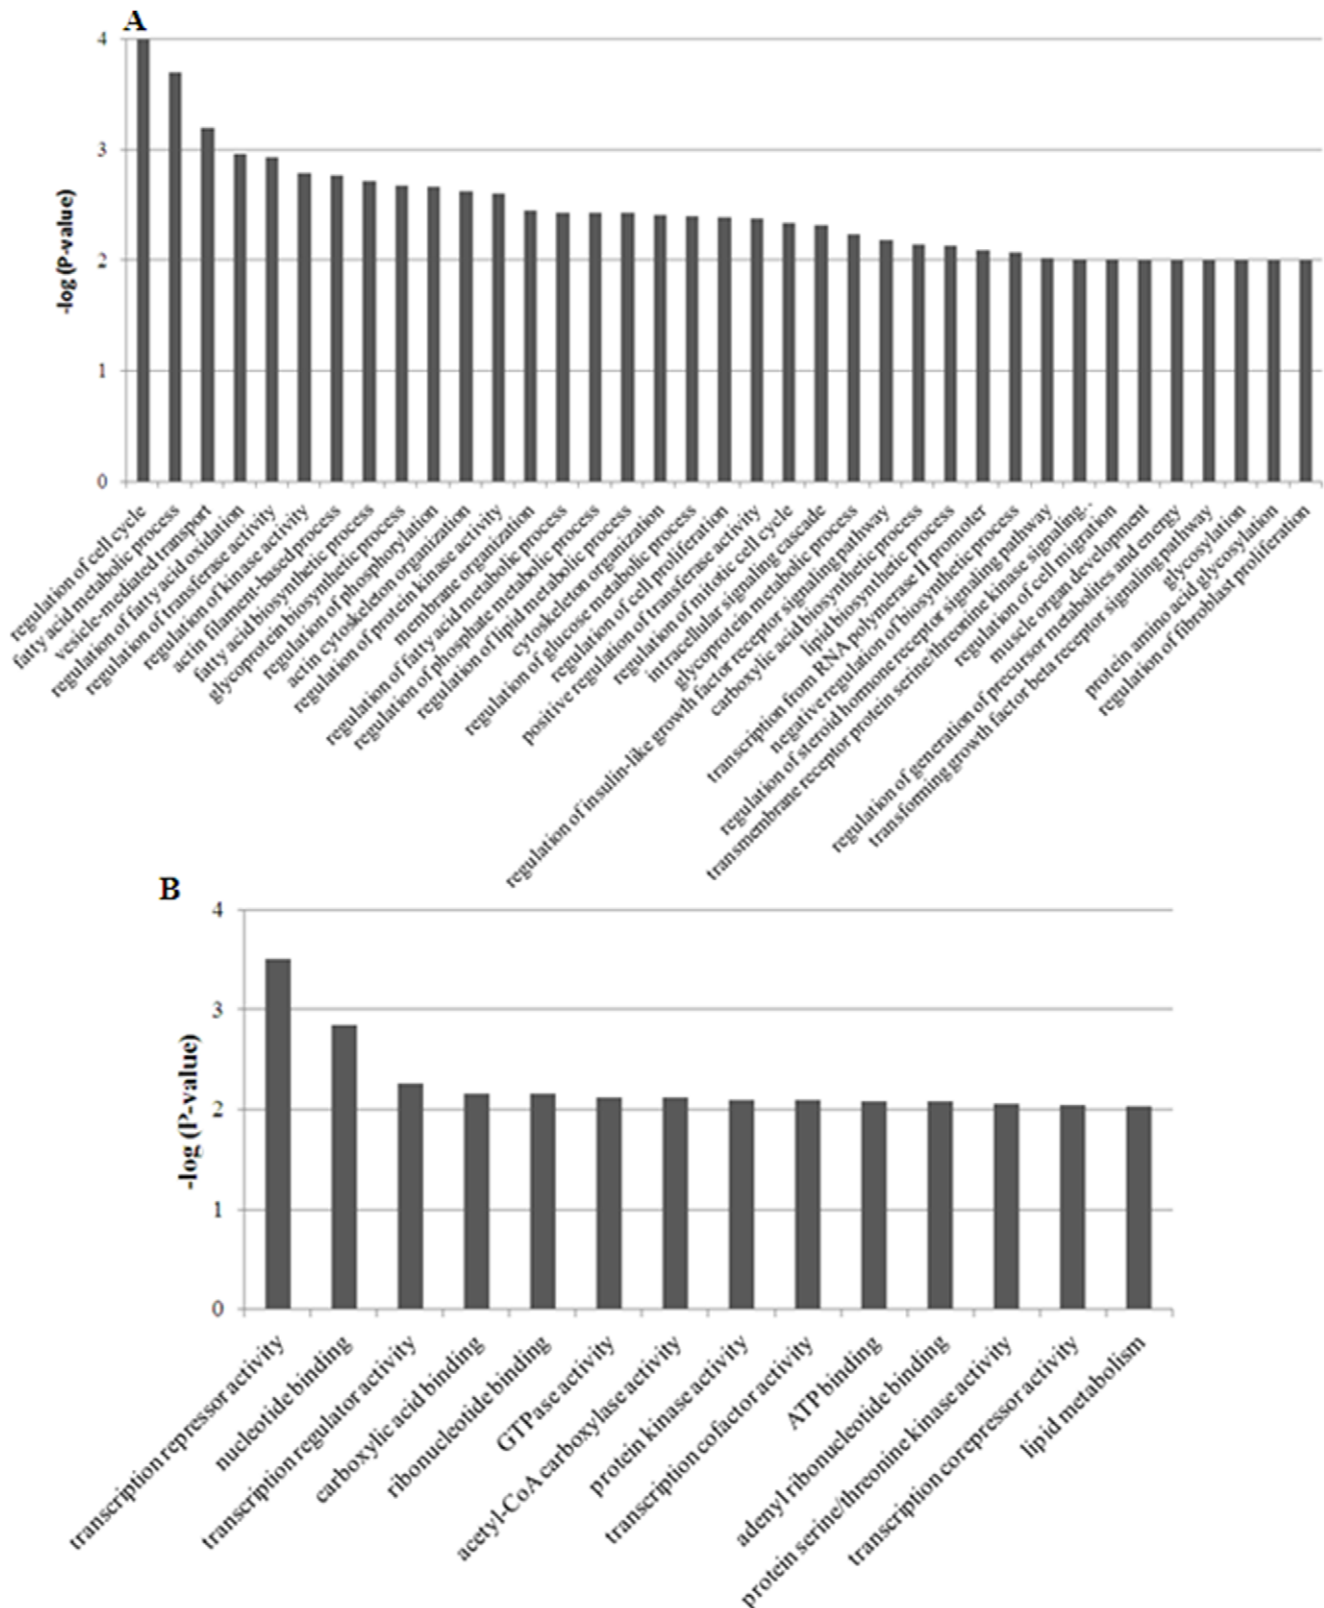 A
4
3
2
1
0
-log (P-value)
regulation of cell cycle
fatty acid metabolic process
vesicle-mediated transport
regulation of fatty acid oxidation
regulation of transferase activity
regulation of kinase activity
actin filament-based process
fatty acid biosynthetic process
glycoprotein biosynthetic process
regulation of phosphorylation
actin cytoskeleton organization
regulation of protein kinase activity
membrane organization
regulation of fatty acid metabolic process
regulation of phosphate metabolic process
regulation of lipid metabolic process
cytoskeleton organization
regulation of glucose metabolic process
regulation of cell proliferation
positive regulation of transferase activity
regulation of mitotic cell cycle
intracellular signaling cascade
glycoprotein metabolic process
regulation of insulin-like growth factor receptor signaling pathway
carboxylic acid biosynthetic process
lipid biosynthetic process
transcription from RNA polymerase II promoter
negative regulation of biosynthetic process
regulation of steroid hormone receptor signaling pathway
transmembrane receptor protein serine/threonine kinase signaling...
regulation of cell migration
muscle organ development
regulation of generation of precursor metabolites and energy
transforming growth factor beta receptor signaling pathway
glycosylation
protein amino acid glycosylation
regulation of fibroblast proliferation
B
4
3
2
1
0
-log (P-value)
transcription repressor activity
nucleotide binding
transcription regulator activity
carboxylic acid binding
ribonucleotide binding
GTPase activity
acetyl-CoA carboxylase activity
protein kinase activity
transcription cofactor activity
ATP binding
adenyl ribonucleotide binding
protein serine/threonine kinase activity
transcription corepressor activity
lipid metabolism